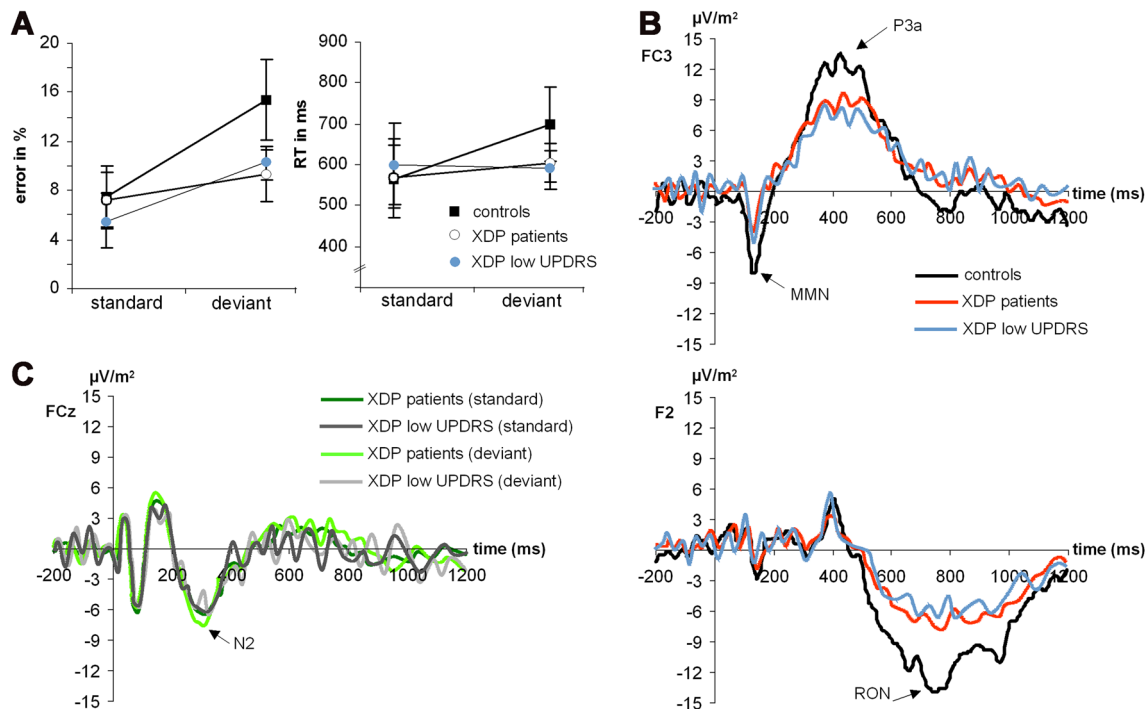 A
error in %
20
16
12
8
4
0
standard
deviant
RT in ms
900
800
700
600
500
400
standard
deviant
controls
XDP patients
XDP low UPDRS
B
µV/m²
FC3
15
12
9
6
3
0
-3
-6
-9
-12
-15
-200
0
200
400
600
800
1000
1200
time (ms)
P3a
MMN
controls
XDP patients
XDP low UPDRS
C
µV/m²
FCz
15
12
9
6
3
0
-3
-6
-9
-12
-15
-200
0
200
400
600
800
1000
1200
time (ms)
N2
XDP patients (standard)
XDP low UPDRS (standard)
XDP patients (deviant)
XDP low UPDRS (deviant)
µV/m²
F2
15
12
9
6
3
0
-3
-6
-9
-12
-15
-200
0
200
400
600
800
1000
1200
time (ms)
RON